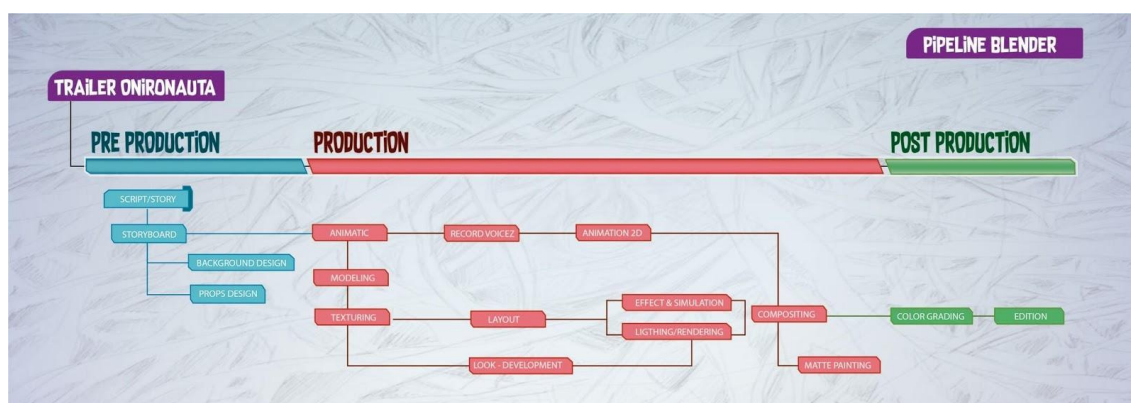 PIPELINE BLENDER
TRAILER ONIRONAUTA
PRE PRODUCTION
PRODUCTION
POST PRODUCTION
SCRIPT/STORY
STORYBOARD
ANIMATIC
RECORD VOICEZ
ANIMATION 2D
BACKGROUND DESIGN
MODELING
PROPS DESIGN
EFFECT & SIMULATION
TEXTURING
LAYOUT
COMPOSITING
COLOR GRADING
EDITION
LIGTHING/RENDERING
LOOK - DEVELOPMENT
MATTE PAINTING